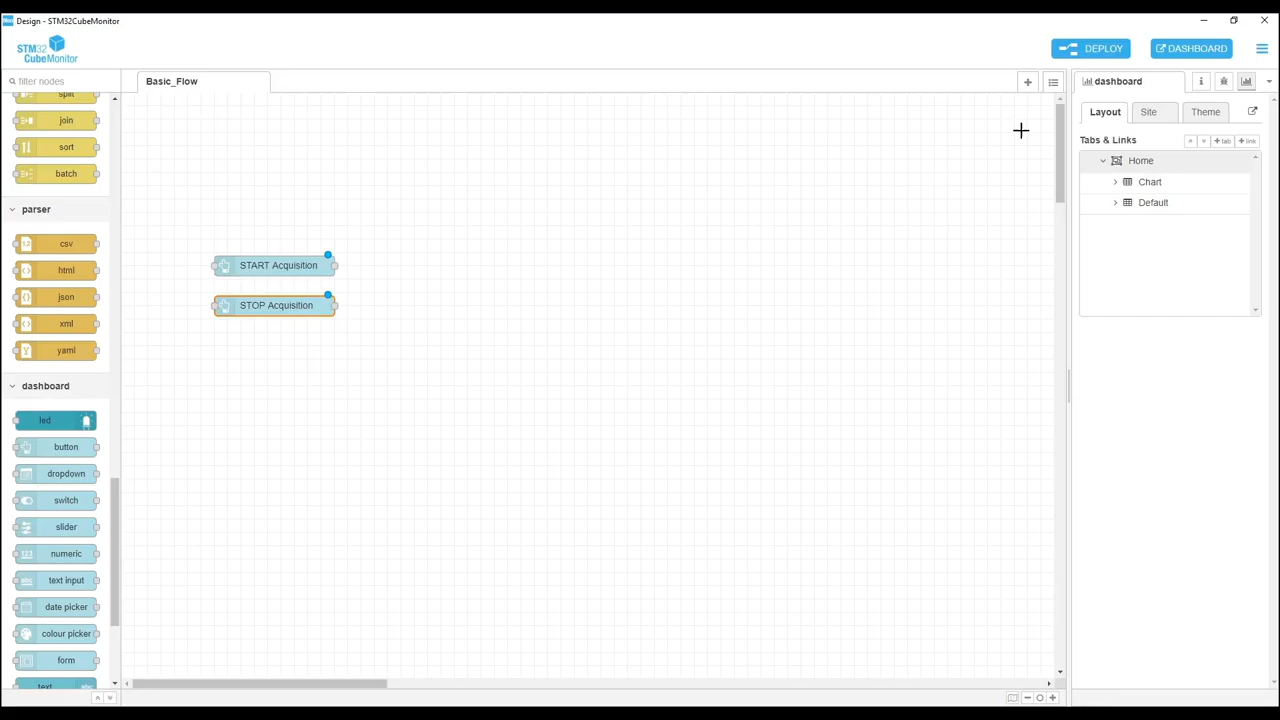 Design - STM32CubeMonitor
STM32
CubeMonitor
DEPLOY
DASHBOARD
filter nodes
Basic_Flow
dashboard
split
join
sort
batch
parser
csv
html
json
xml
yaml
dashboard
led
button
dropdown
switch
slider
numeric
text input
date picker
colour picker
form
text
START Acquisition
STOP Acquisition
Layout
Site
Theme
Tabs & Links
tab
link
Home
Chart
Default